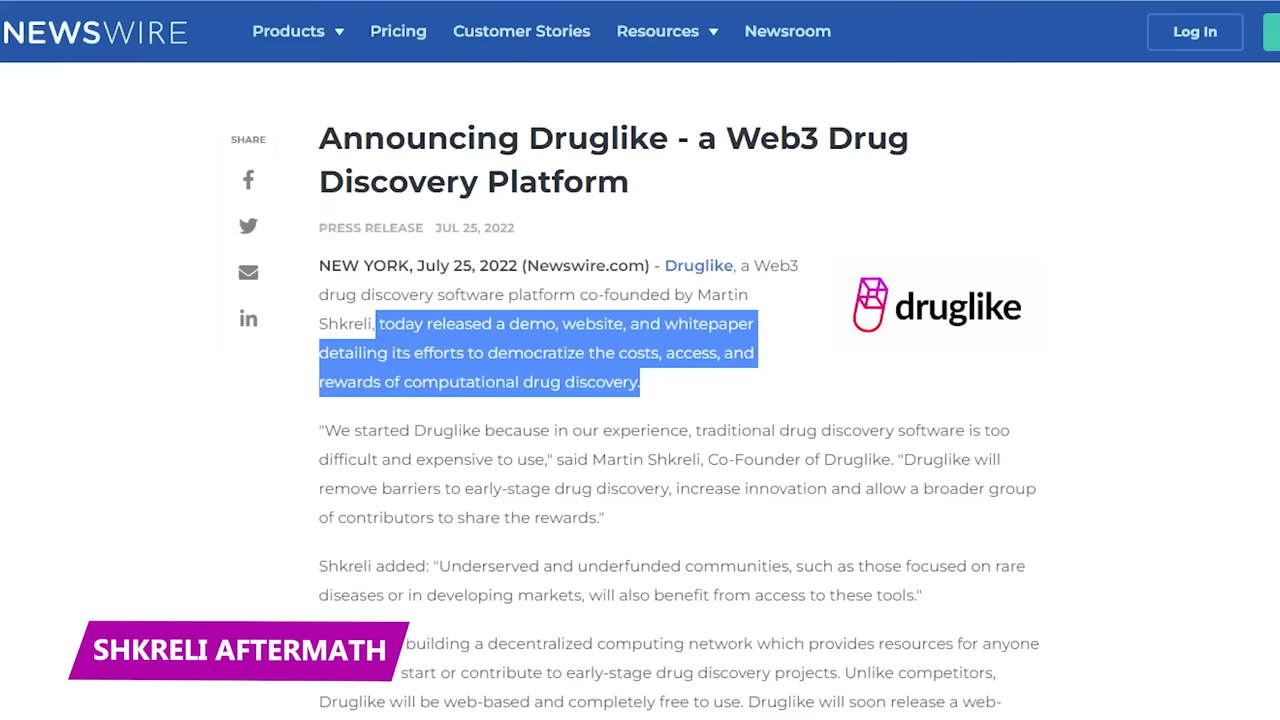 NEWSWIRE
Products Pricing Customer Stories Resources Newsroom Log In
SHARE
Announcing Druglike - a Web3 Drug
Discovery Platform
PRESS RELEASE JUL 25, 2022
NEW YORK, July 25, 2022 (Newswire.com) - Druglike, a Web3
drug discovery software platform co-founded by Martin
Shkreli, today released a demo, website, and whitepaper
detailing its efforts to democratize the costs, access, and
rewards of computational drug discovery.
druglike
"We started Druglike because in our experience, traditional drug discovery software is too
difficult and expensive to use," said Martin Shkreli, Co-Founder of Druglike. "Druglike will
remove barriers to early-stage drug discovery, increase innovation and allow a broader group
of contributors to share the rewards."
Shkreli added: "Underserved and underfunded communities, such as those focused on rare
diseases or in developing markets, will also benefit from access to these tools."
building a decentralized computing network which provides resources for anyone
start or contribute to early-stage drug discovery projects. Unlike competitors,
Druglike will be web-based and completely free to use. Druglike will soon release a web-
SHKRELI AFTERMATH